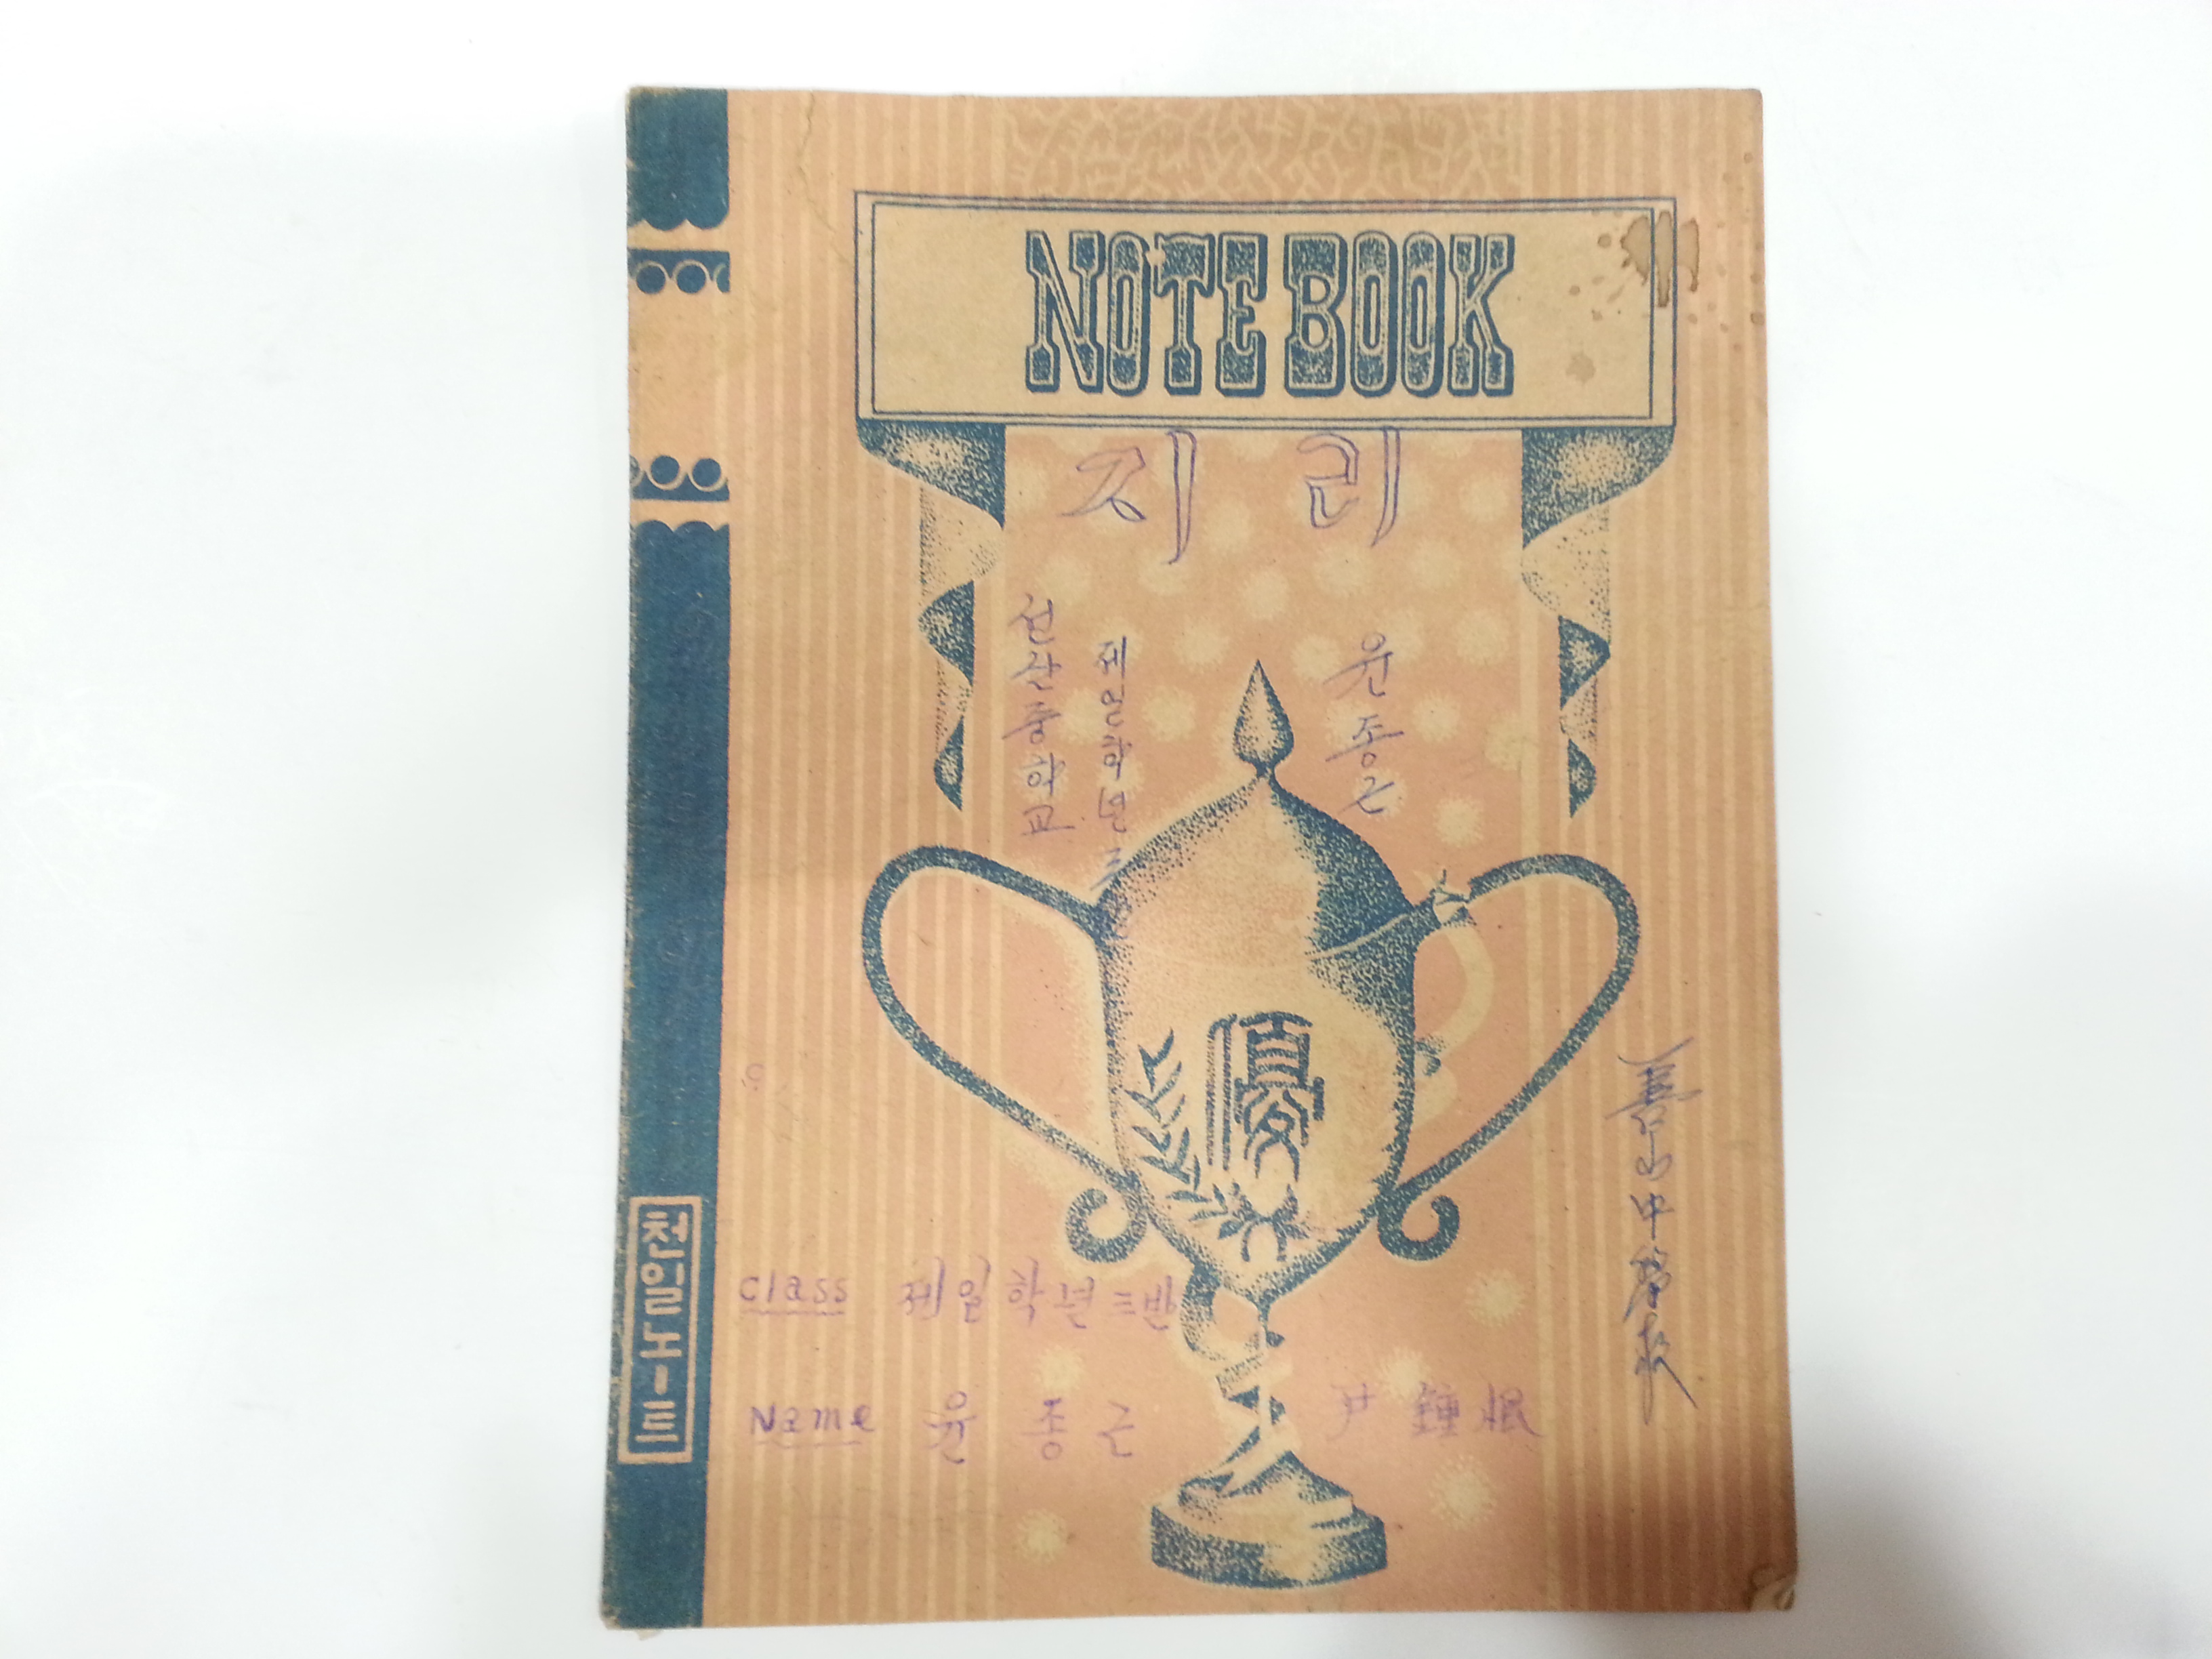 NOTE BOOK
지리
선산중학교
제일학년
윤종근
優
善山中學校
천일노ㅡ트
class 제일학년 三반
Name 윤종근 尹鍾根